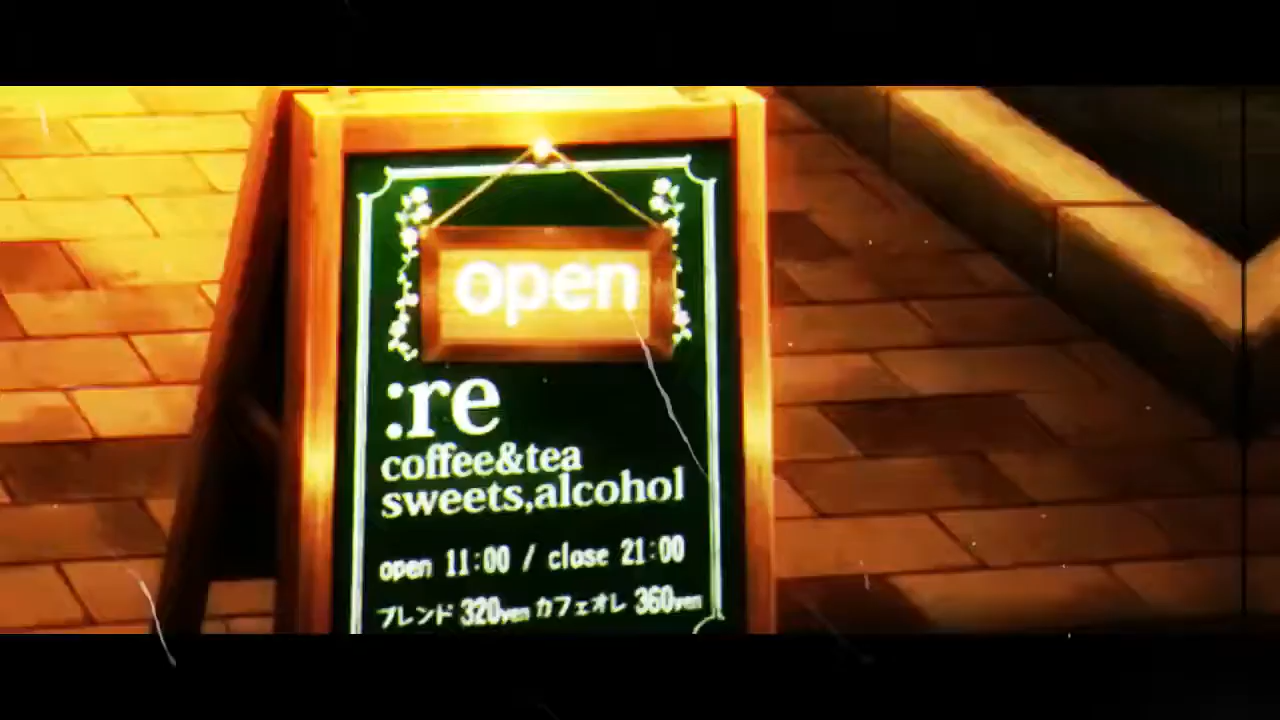 open
:re
coffee&tea
sweets,alcohol
open 11:00 / close 21:00
ブレンド 320yen カフェオレ 360yen